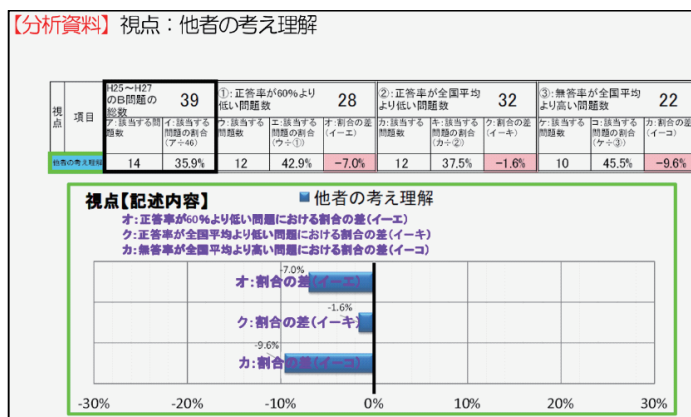 【分析資料】視点：他者の考え理解
視点
項目
H25～H27のB問題の総数
39
①:正答率が60%より低い問題数
28
②:正答率が全国平均より低い問題数
32
③:無答率が全国平均より高い問題数
22
ア:該当する問題数
イ:該当する問題の割合(ア÷46)
ウ:該当する問題数
エ:該当する問題の割合(ウ÷①)
オ:割合の差(イーエ)
カ:該当する問題数
キ:該当する問題の割合(カ÷②)
ク:割合の差(イーキ)
ケ:該当する問題数
コ:該当する問題の割合(ケ÷③)
カ:割合の差(イーコ)
他者の考え理解 14 35.9% 12 42.9% -7.0% 12 37.5% -1.6% 10 45.5% -9.6%
視点【記述内容】 他者の考え理解
オ:正答率が60%より低い問題における割合の差(イーエ)
ク:正答率が全国平均より低い問題における割合の差(イーキ)
カ:無答率が全国平均より高い問題における割合の差(イーコ)
-7.0%
オ:割合の差(イーエ)
-1.6%
ク:割合の差(イーキ)
-9.6%
カ:割合の差(イーコ)
-30% -20% -10% 0% 10% 20% 30%